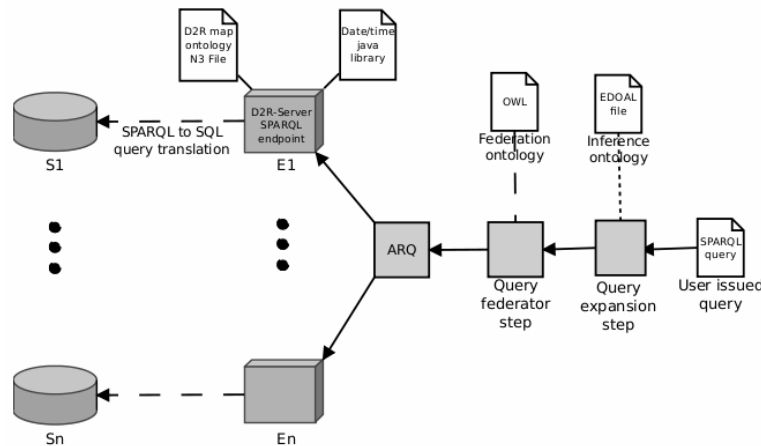 D2R map
ontology
N3 File
Date/time
java
library
D2R-Server
SPARQL
endpoint
SPARQL to SQL
query translation
S1
E1
OWL
Federation
ontology
EDOAL
file
Inference
ontology
ARQ
SPARQL
query
Query
federator
step
Query
expansion
step
User issued
query
Sn
En